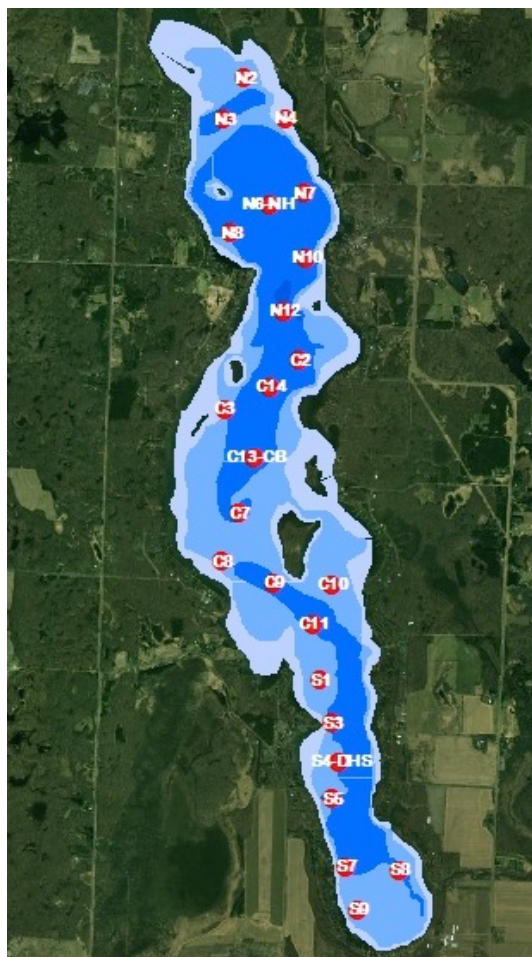 N2
N3
N4
N7
N6-NH
N8
N10
N12
C2
C14
C3
C13-CB
C7
C8
C9
C10
C11
S1
S3
S4-DHS
S5
S7
S8
S9